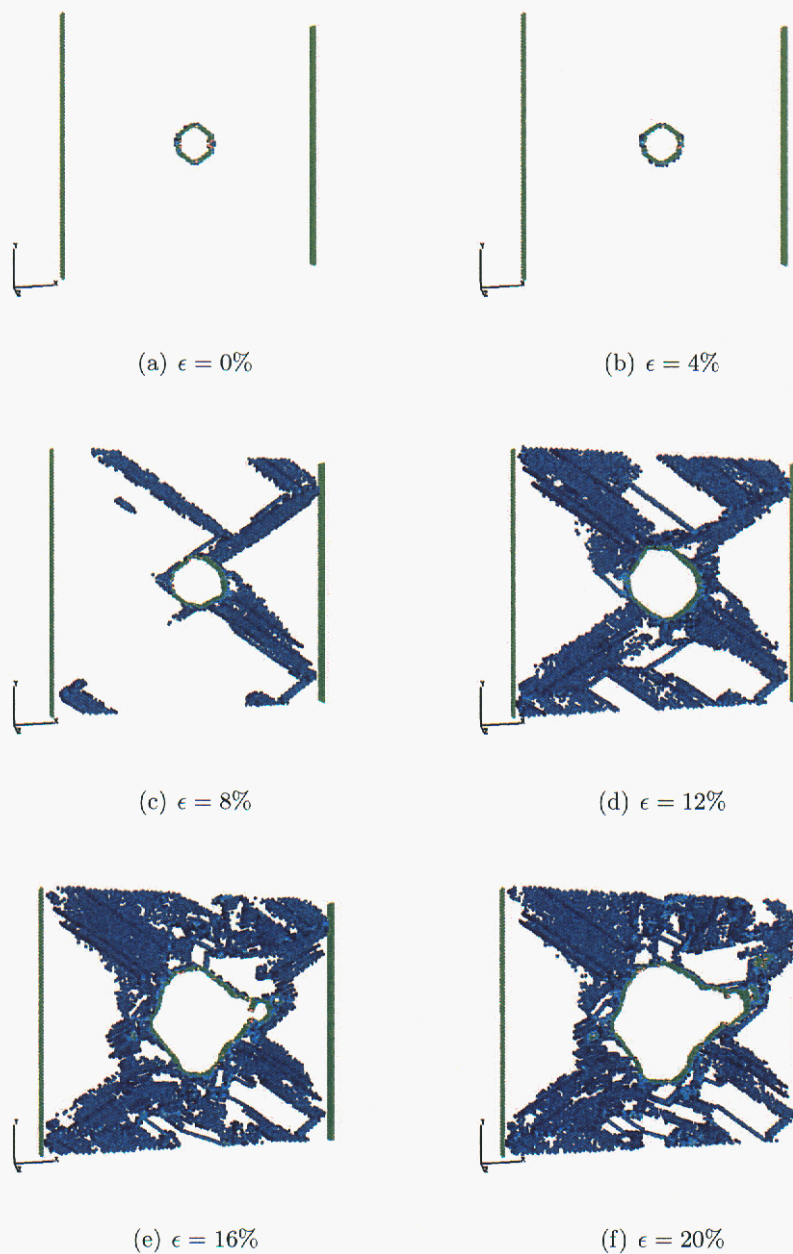 (a) ϵ = 0%
(b) ϵ = 4%
(c) ϵ = 8%
(d) ϵ = 12%
(e) ϵ = 16%
(f) ϵ = 20%